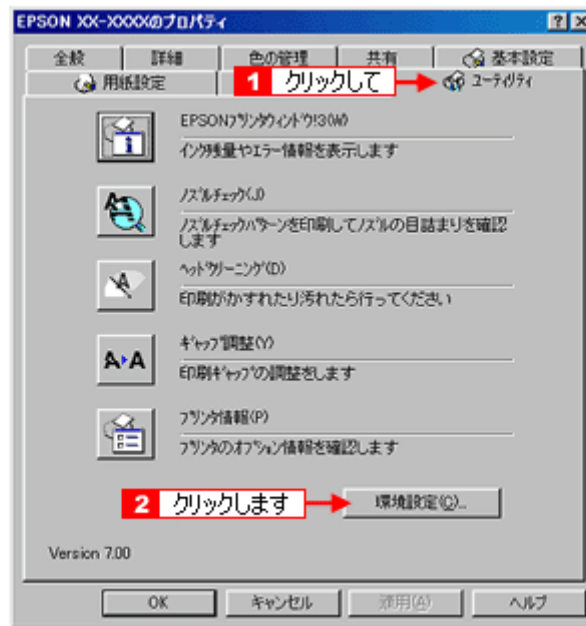 EPSON XX-XXXXのプロパティ
全般 詳細 色の管理 共有 基本設定
用紙設定 1 クリックして ユーティリティ
EPSONプリンタウィンドウ!3(W)
インク残量やエラー情報を表示します
ノズルチェック(J)
ノズルチェックパターンを印刷してノズルの目詰まりを確認
します
ヘッドクリーニング(D)
印刷がかすれたり汚れたら行ってください
ギャップ調整(Y)
印刷ギャップの調整をします
プリンタ情報(P)
プリンタのオプション情報を確認します
2 クリックします 環境設定(C)...
Version 7.00
OK キャンセル 適用(A) ヘルプ